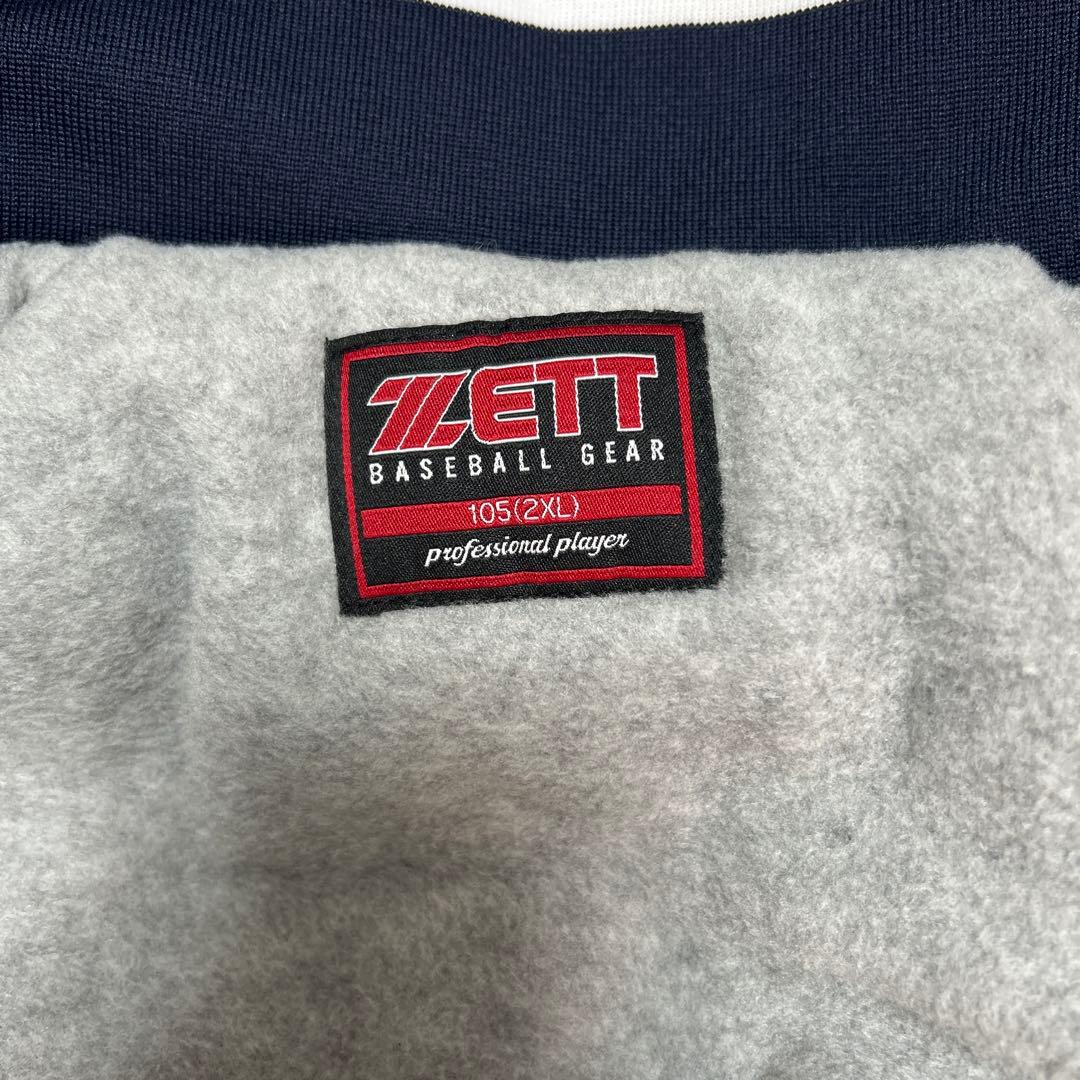 ZETT
BASEBALL GEAR
105(2XL)
professional player